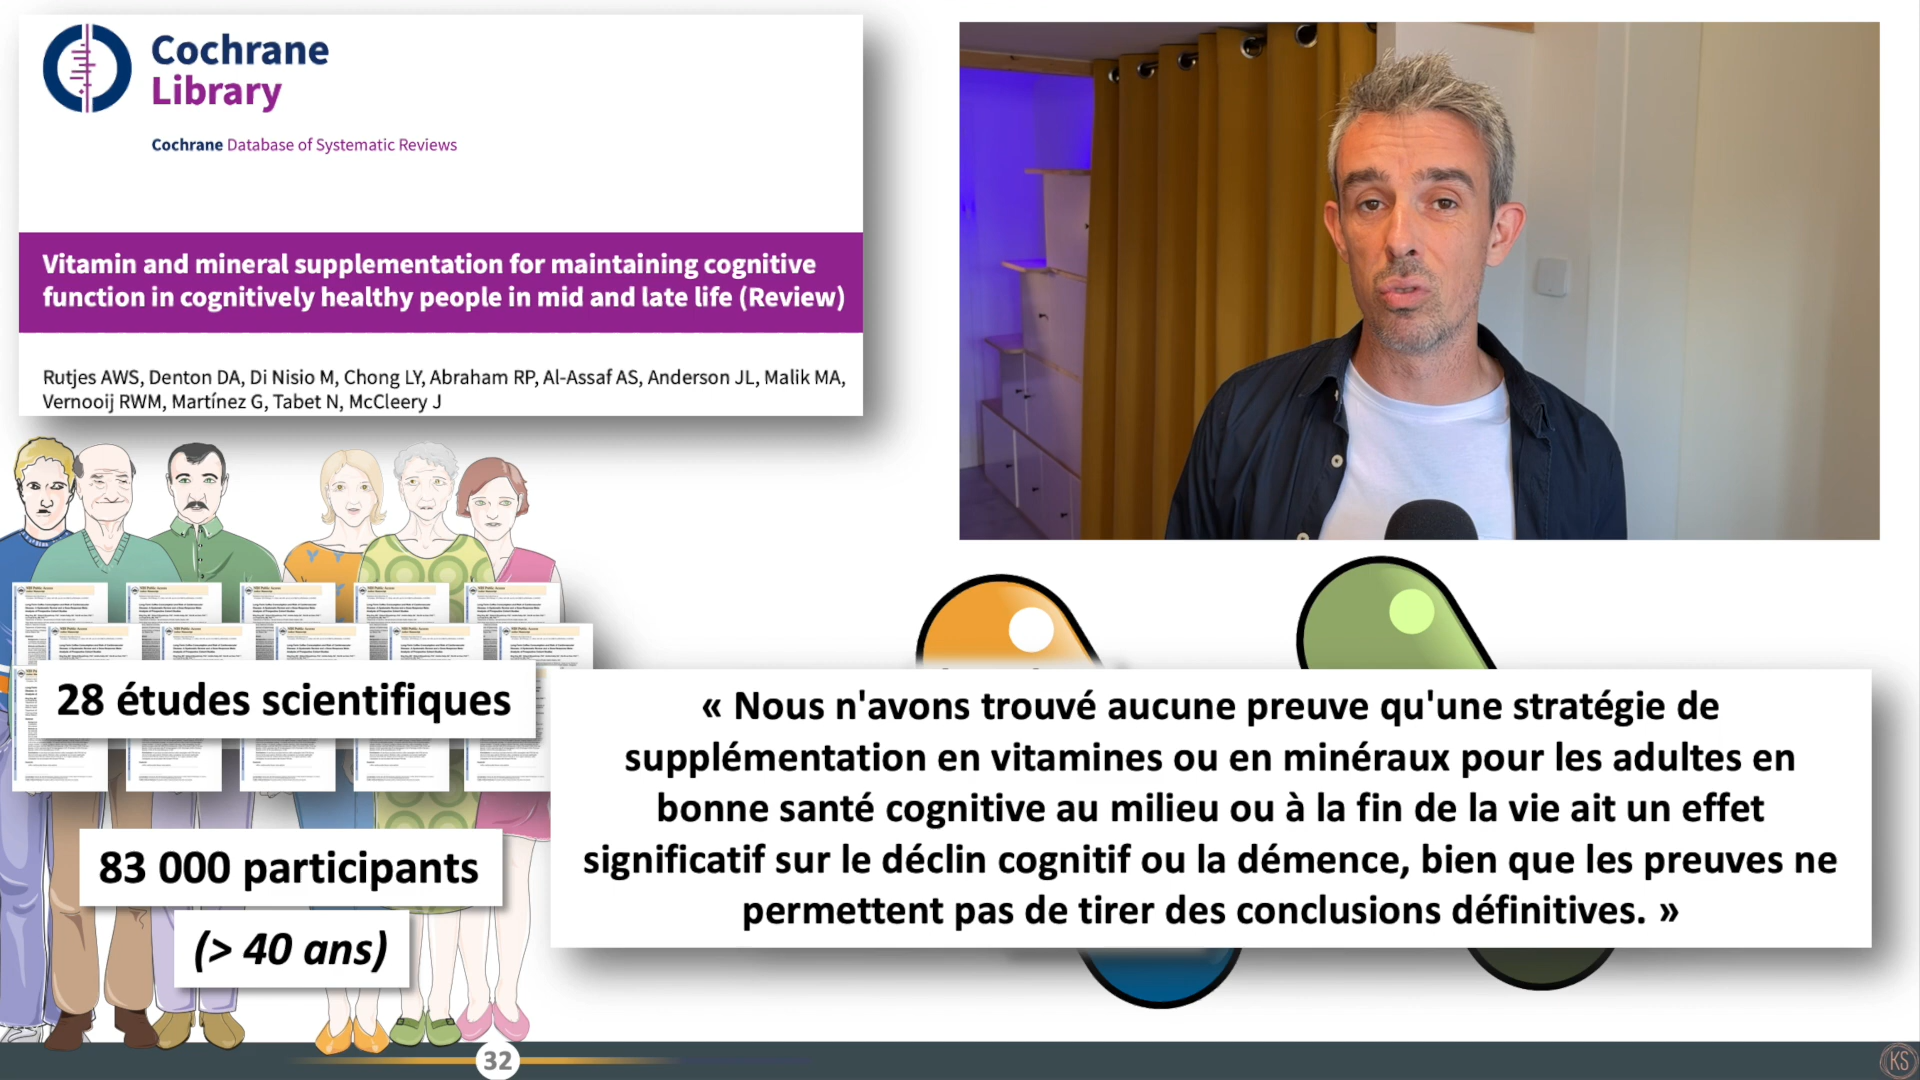 Cochrane
Library
Cochrane Database of Systematic Reviews
Vitamin and mineral supplementation for maintaining cognitive
function in cognitively healthy people in mid and late life (Review)
Rutjes AWS, Denton DA, Di Nisio M, Chong LY, Abraham RP, Al-Assaf AS, Anderson JL, Malik MA,
Vernooij RWM, Martínez G, Tabet N, McCleery J
28 études scientifiques
83 000 participants
(> 40 ans)
« Nous n'avons trouvé aucune preuve qu'une stratégie de
supplémentation en vitamines ou en minéraux pour les adultes en
bonne santé cognitive au milieu ou à la fin de la vie ait un effet
significatif sur le déclin cognitif ou la démence, bien que les preuves ne
permettent pas de tirer des conclusions définitives. »
32
KS